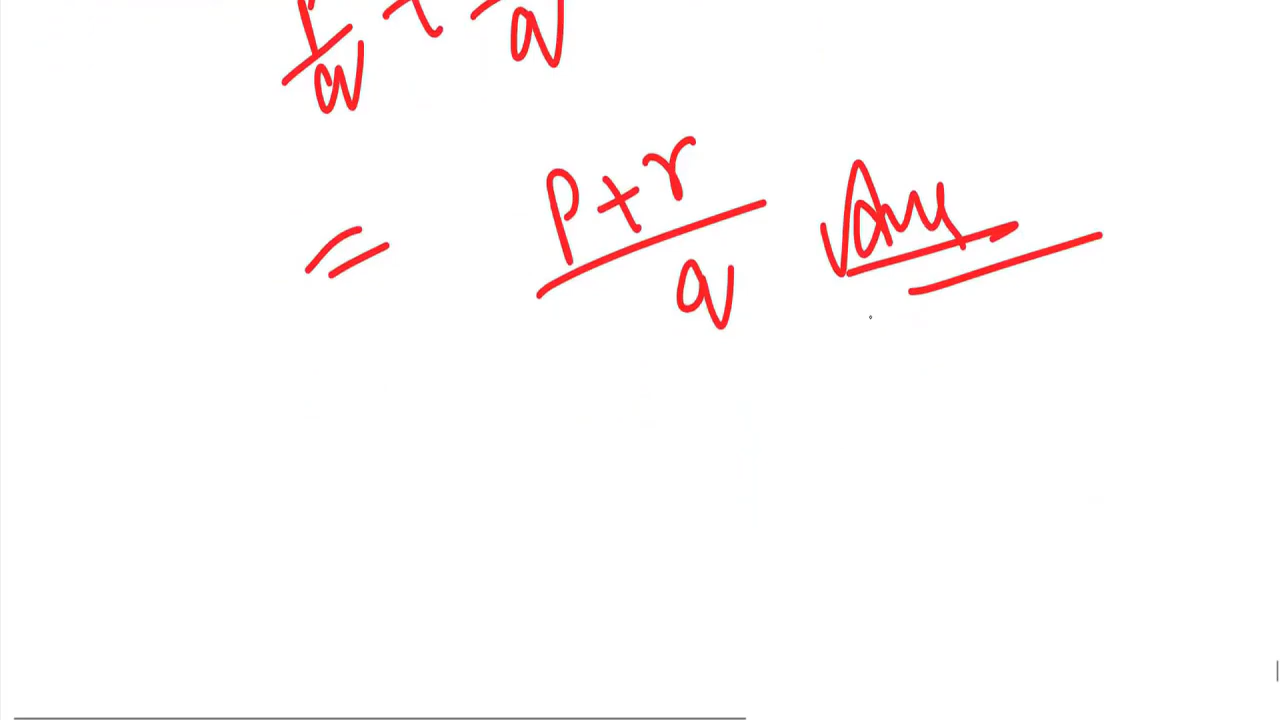 p/q + /q
= p+r/q Ans